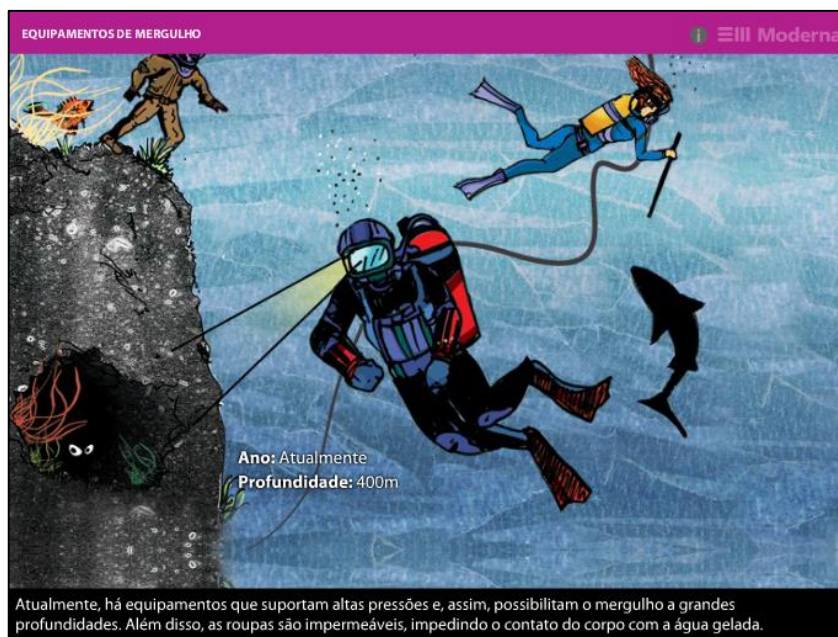 EQUIPAMENTOS DE MERGULHO
i Moderna
Ano: Atualmente
Profundidade: 400m
Atualmente, há equipamentos que suportam altas pressões e, assim, possibilitam o mergulho a grandes
profundidades. Além disso, as roupas são impermeáveis, impedindo o contato do corpo com a água gelada.